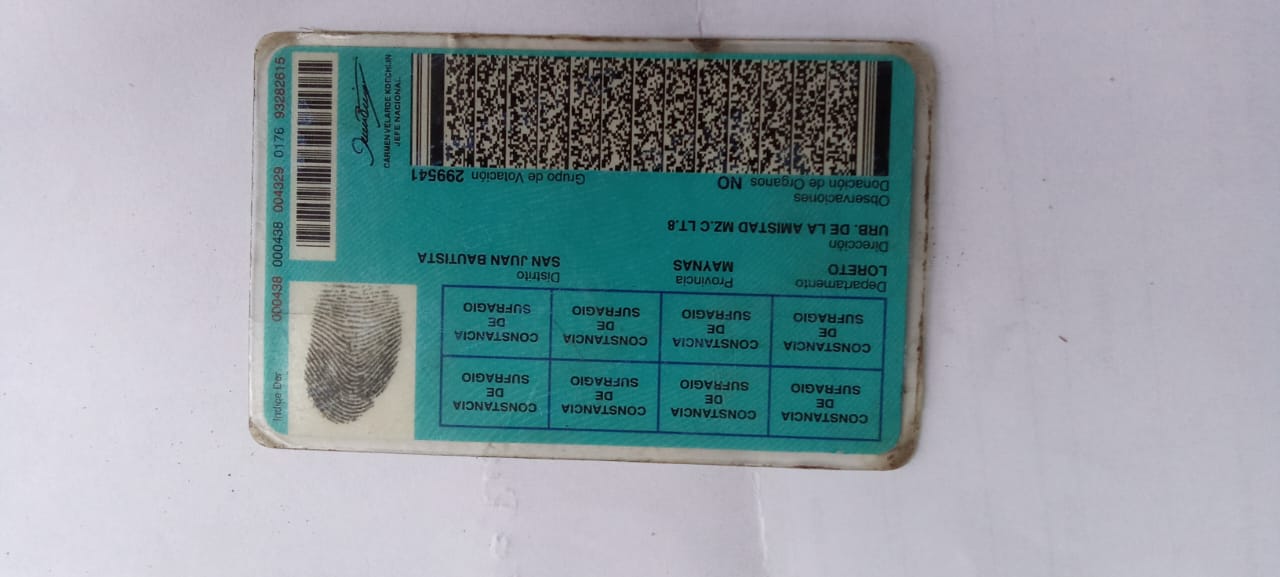 Departamento
LORETO
Provincia
MAYNAS
Distrito
SAN JUAN BAUTISTA
Dirección
URB. DE LA AMISTAD MZ.C LT.8
Observaciones
Donación de Organos NO
Grupo de Votación 299541
CONSTANCIA
DE
SUFRAGIO
CONSTANCIA
DE
SUFRAGIO
CONSTANCIA
DE
SUFRAGIO
CONSTANCIA
DE
SUFRAGIO
CONSTANCIA
DE
SUFRAGIO
CONSTANCIA
DE
SUFRAGIO
CONSTANCIA
DE
SUFRAGIO
CONSTANCIA
DE
SUFRAGIO
CARMEN VELARDE KOECHLIN
JEFE NACIONAL
000438 000438 004329 0176 93282615
Indice Der